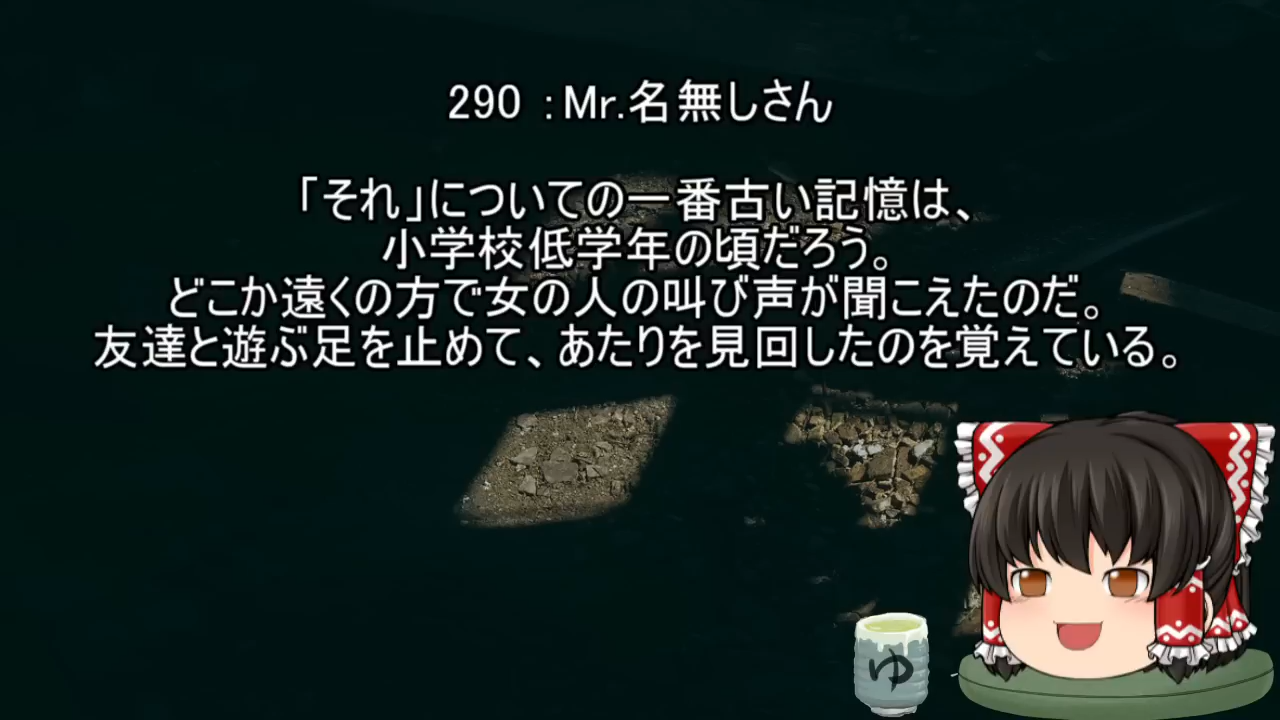 290 :Mr.名無しさん
「それ」についての一番古い記憶は、
小学校低学年の頃だろう。
どこか遠くの方で女の人の叫び声が聞こえたのだ。
友達と遊ぶ足を止めて、あたりを見回したのを覚えている。
ゆ